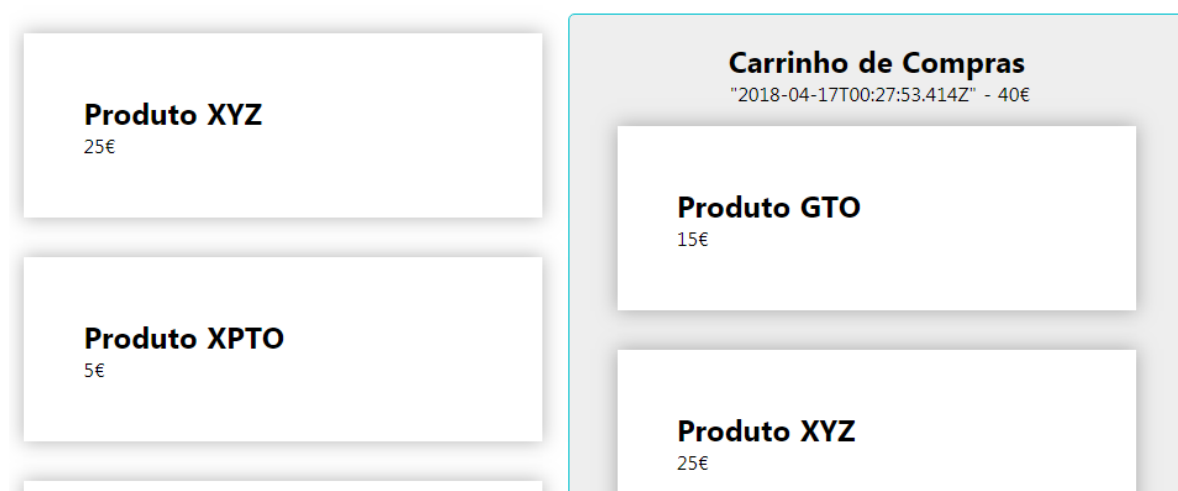 Produto XYZ
25€
Produto XPTO
5€
Carrinho de Compras
"2018-04-17T00:27:53.414Z" - 40€
Produto GTO
15€
Produto XYZ
25€